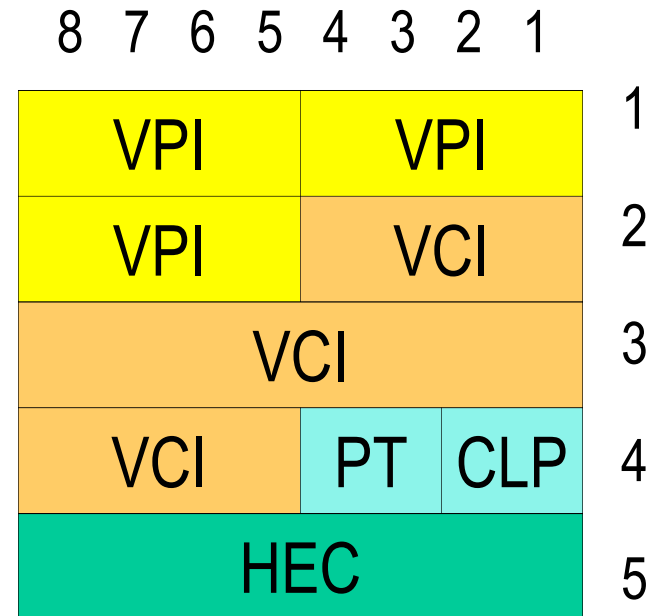 8 7 6 5 4 3 2 1
VPI VPI 1
VPI VCI 2
VCI 3
VCI PT CLP 4
HEC 5